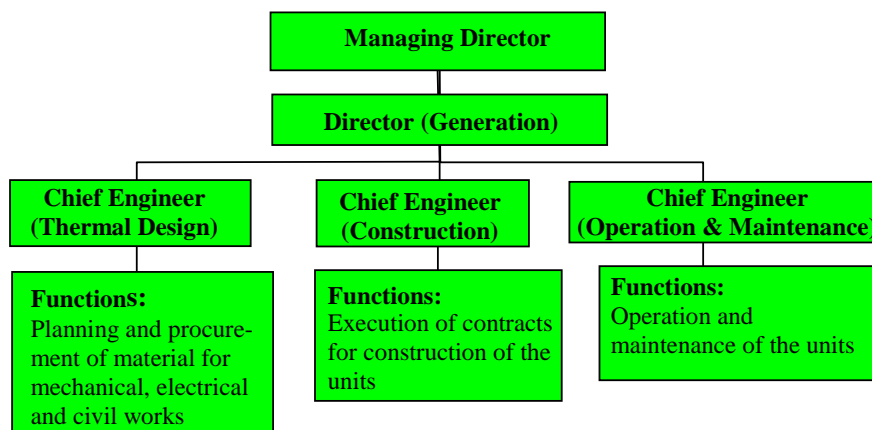 Managing Director
Director (Generation)
Chief Engineer
(Thermal Design)
Chief Engineer
(Construction)
Chief Engineer
(Operation & Maintenance)
Functions:
Planning and procure-
ment of material for
mechanical, electrical
and civil works
Functions:
Execution of contracts
for construction of the
units
Functions:
Operation and
maintenance of the units